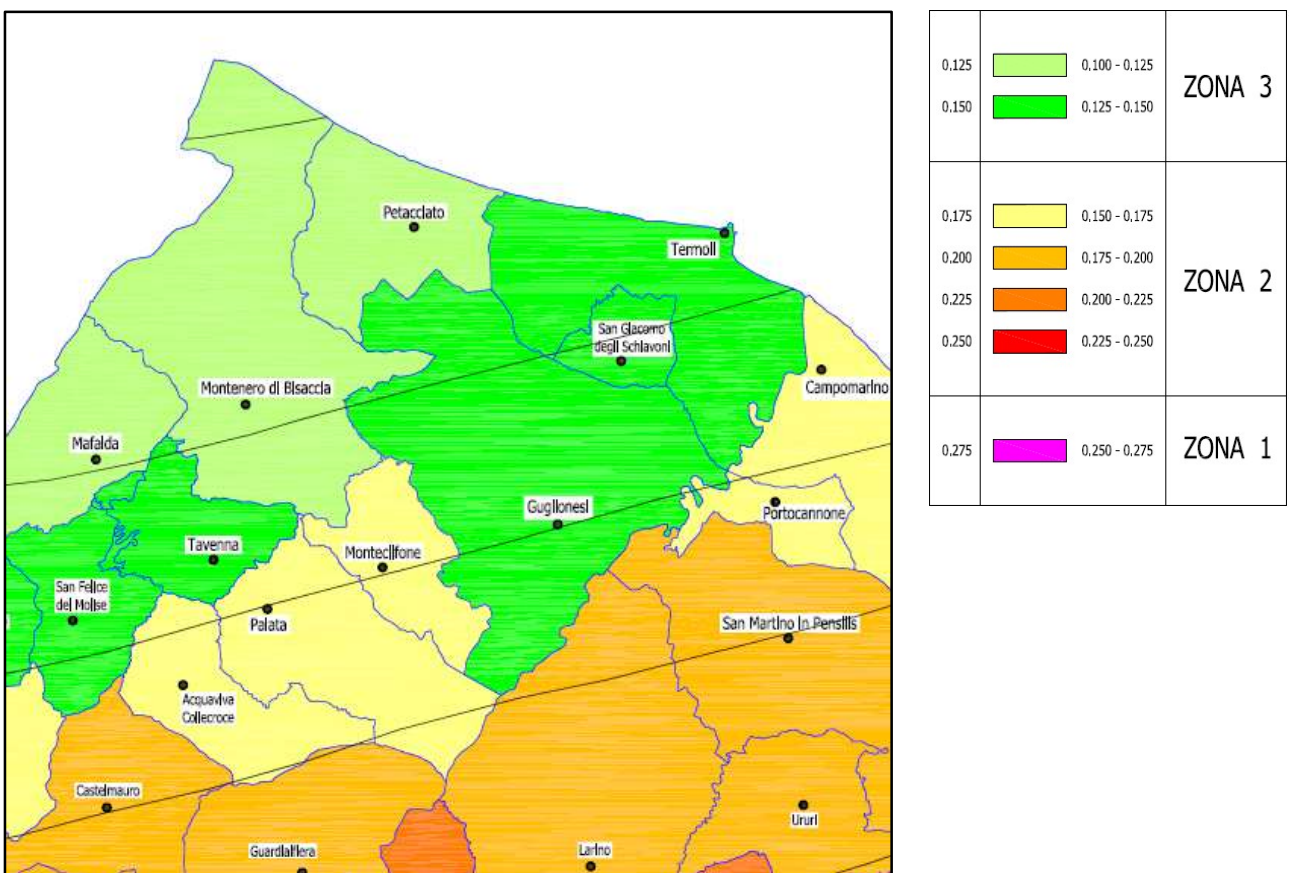 Petacciato
Termoli
San Giacomo
degli Schiavoni
Campomarino
Montenero di Bisaccia
Mafalda
Guglionesi
Portocannone
Tavenna
Montecilfone
San Felice
del Molise
Palata
San Martino in Pensilis
Acquaviva
Collecroce
Castelmauro
Ururi
Guardialfiera
Larino
0.125 0.100 - 0.125
0.150 0.125 - 0.150
ZONA 3
0.175 0.150 - 0.175
0.200 0.175 - 0.200
0.225 0.200 - 0.225
0.250 0.225 - 0.250
ZONA 2
0.275 0.250 - 0.275
ZONA 1